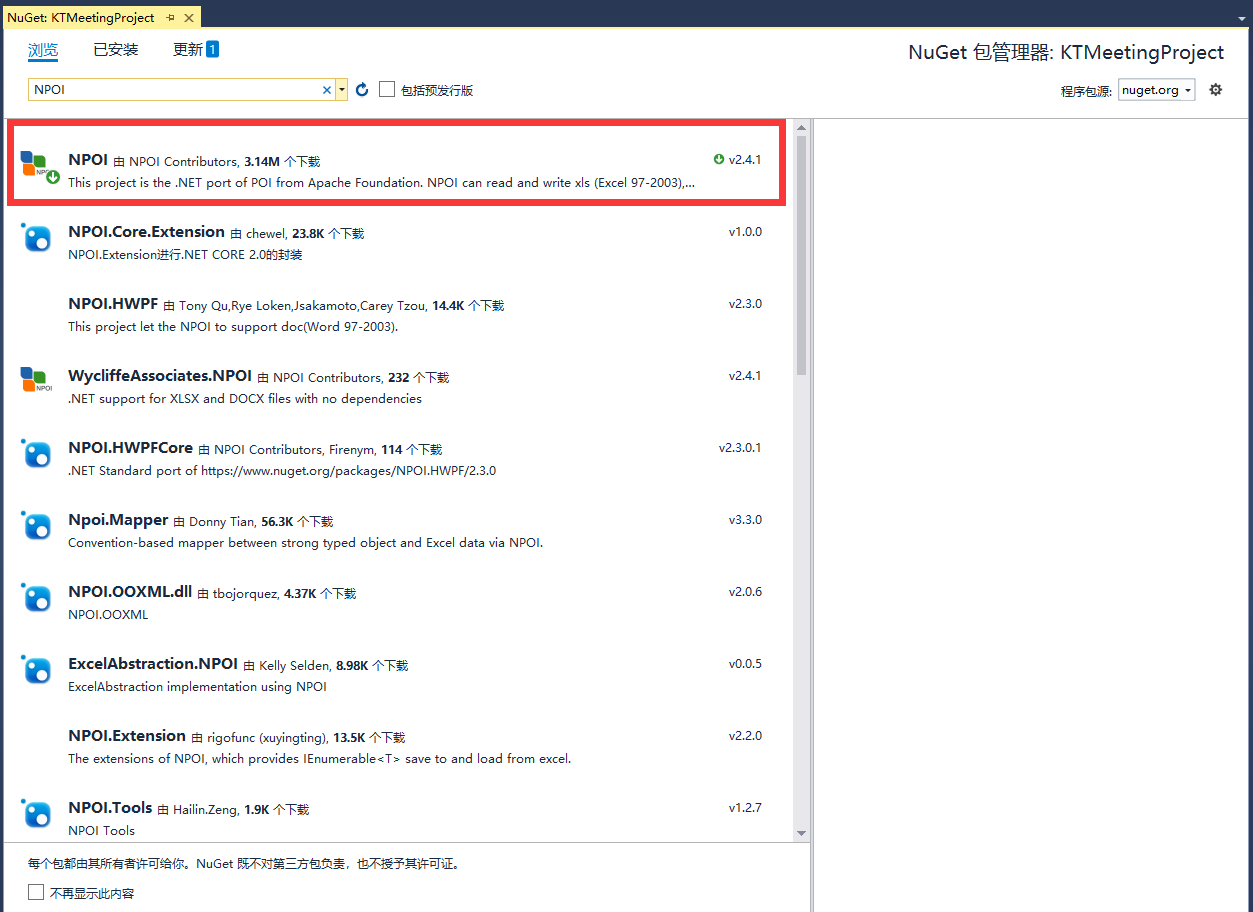 NuGet: KTMeetingProject
浏览 已安装 更新 1
NuGet 包管理器: KTMeetingProject
NPOI
包括预发行版
程序包源: nuget.org
NPOI 由 NPOI Contributors, 3.14M 个下载 v2.4.1
This project is the .NET port of POI from Apache Foundation. NPOI can read and write xls (Excel 97-2003),...
NPOI.Core.Extension 由 chewel, 23.8K 个下载 v1.0.0
NPOI.Extension进行.NET CORE 2.0的封装
NPOI.HWPF 由 Tony Qu,Rye Loken,Jsakamoto,Carey Tzou, 14.4K 个下载 v2.3.0
This project let the NPOI to support doc(Word 97-2003).
NPOI
WycliffeAssociates.NPOI 由 NPOI Contributors, 232 个下载 v2.4.1
.NET support for XLSX and DOCX files with no dependencies
NPOI.HWPFCore 由 NPOI Contributors, Firenym, 114 个下载 v2.3.0.1
.NET Standard port of https://www.nuget.org/packages/NPOI.HWPF/2.3.0
Npoi.Mapper 由 Donny Tian, 56.3K 个下载 v3.3.0
Convention-based mapper between strong typed object and Excel data via NPOI.
NPOI.OOXML.dll 由 tbojorquez, 4.37K 个下载 v2.0.6
NPOI.OOXML
ExcelAbstraction.NPOI 由 Kelly Selden, 8.98K 个下载 v0.0.5
ExcelAbstraction implementation using NPOI
NPOI.Extension 由 rigofunc (xuyingting), 13.5K 个下载 v2.2.0
The extensions of NPOI, which provides IEnumerable<T> save to and load from excel.
NPOI.Tools 由 Hailin.Zeng, 1.9K 个下载 v1.2.7
NPOI Tools
每个包都由其所有者许可给你。NuGet 既不对第三方包负责，也不授予其许可证。
不再显示此内容